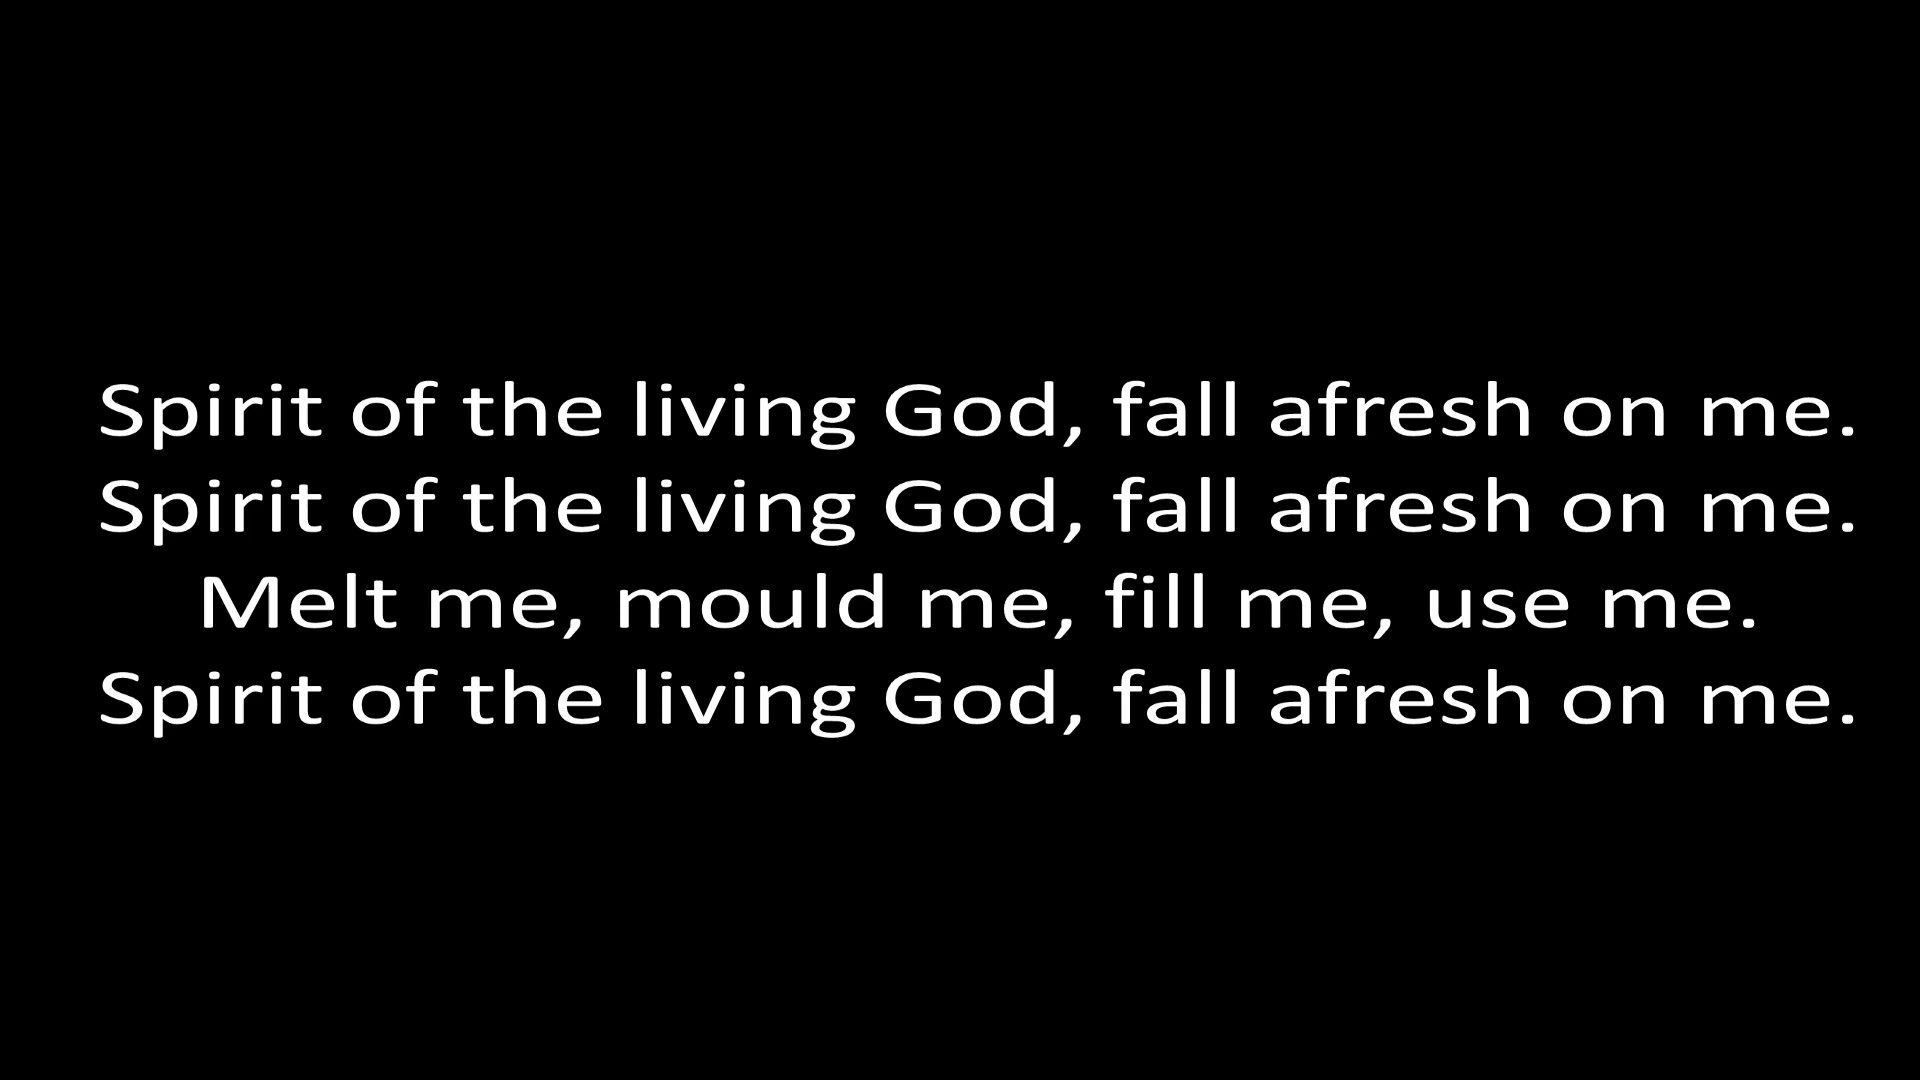 Spirit of the living God, fall afresh on me.
Spirit of the living God, fall afresh on me.
Melt me, mould me, fill me, use me.
Spirit of the living God, fall afresh on me.